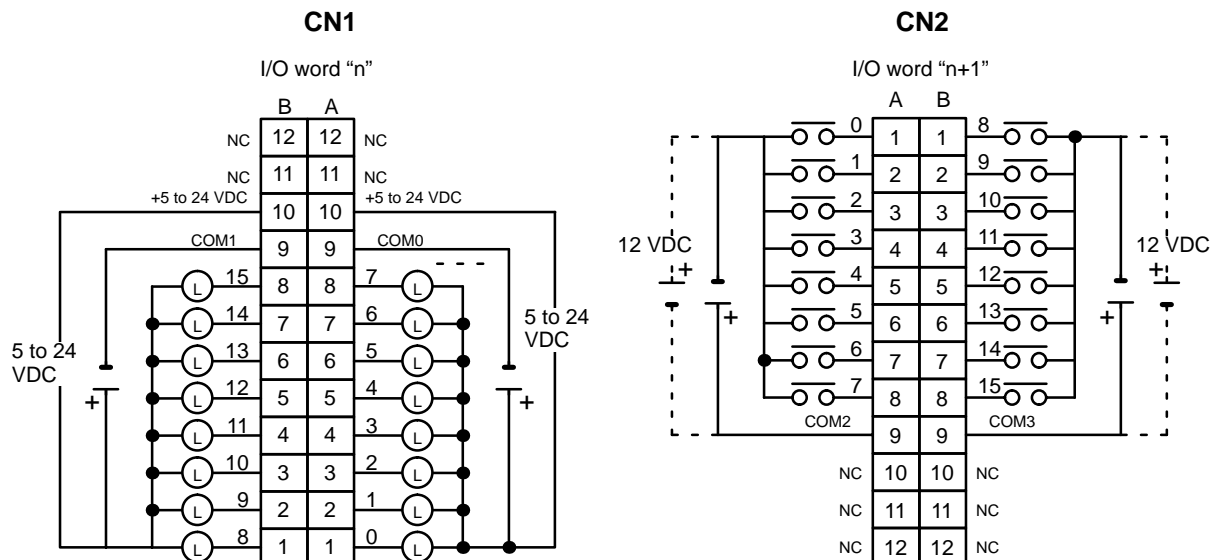 CN1
I/O word “n”
B A
NC 12 12 NC
NC 11 11 NC
+5 to 24 VDC 10 10 +5 to 24 VDC
COM1 9 9 COM0
L 15 8 8 7 L
L 14 7 7 6 L
L 13 6 6 5 L
L 12 5 5 4 L
L 11 4 4 3 L
L 10 3 3 2 L
L 9 2 2 1 L
L 8 1 1 0 L
5 to 24
VDC
+
5 to 24
VDC
+
CN2
I/O word “n+1”
A B
0 1 1 8
1 2 2 9
2 3 3 10
3 4 4 11
4 5 5 12
5 6 6 13
6 7 7 14
7 8 8 15
COM2 9 9 COM3
NC 10 10 NC
NC 11 11 NC
NC 12 12 NC
12 VDC
+
+
12 VDC
+
+